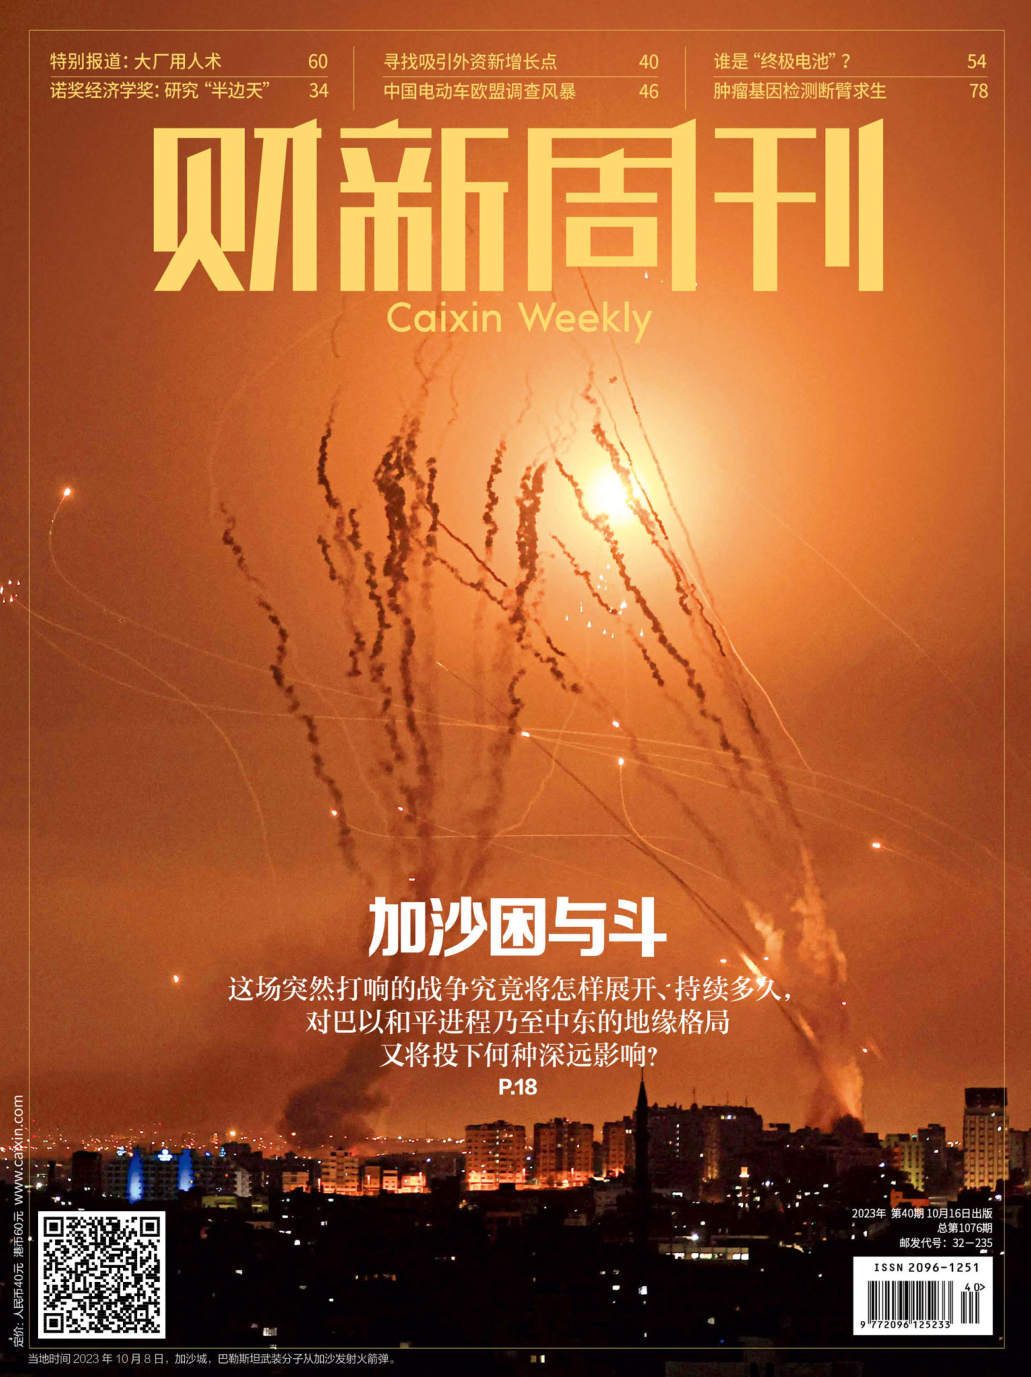 特别报道：大厂用人术 60
诺奖经济学奖：研究“半边天” 34
寻找吸引外资新增长点 40
中国电动车欧盟调查风暴 46
谁是“终极电池”？ 54
肿瘤基因检测断臂求生 78
财新周刊
Caixin Weekly
加沙困与斗
这场突然打响的战争究竟将怎样展开、持续多久，
对巴以和平进程乃至中东的地缘格局
又将投下何种深远影响？
P.18
定价：人民币40元 港币60元 www.caixin.com
2023年 第40期 10月16日出版
总第1076期
邮发代号：32—235
ISSN 2096-1251
40>
9 772096 125233
当地时间 2023 年 10 月 8 日，加沙城，巴勒斯坦武装分子从加沙发射火箭弹。